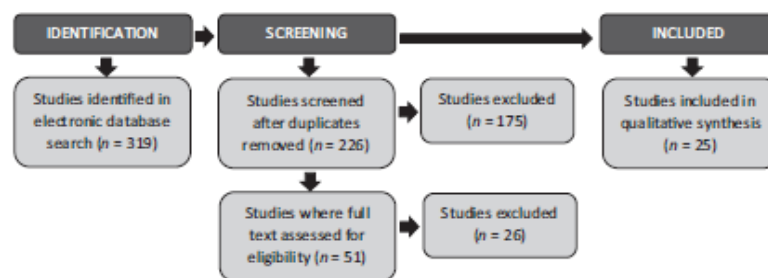 IDENTIFICATION
SCREENING
INCLUDED
Studies identified in
electronic database
search (n = 319)
Studies screened
after duplicates
removed (n = 226)
Studies excluded
(n = 175)
Studies included in
qualitative synthesis
(n = 25)
Studies where full
text assessed for
eligibility (n = 51)
Studies excluded
(n = 26)